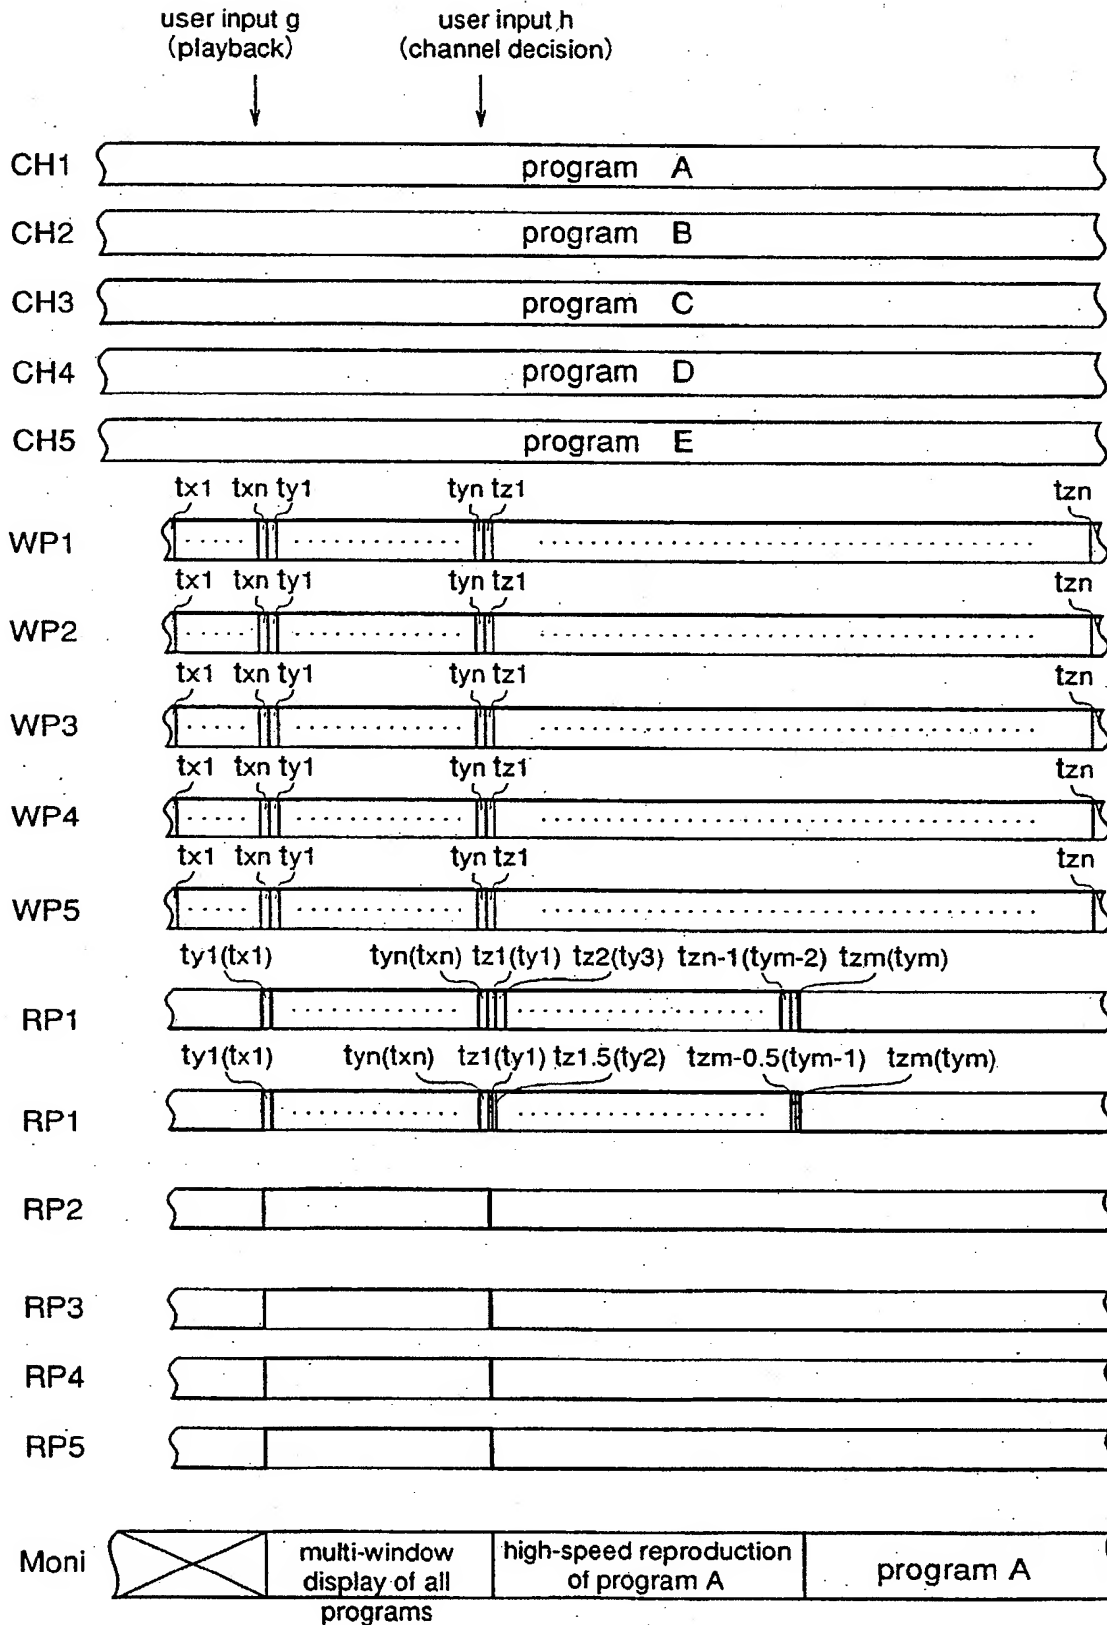 user input g user input h
(playback) (channel decision)
CH1 program A
CH2 program B
CH3 program C
CH4 program D
CH5 program E
tx1 txn ty1 tyn tz1 tzn
WP1
tx1 txn ty1 tyn tz1 tzn
WP2
tx1 txn ty1 tyn tz1 tzn
WP3
tx1 txn ty1 tyn tz1 tzn
WP4
tx1 txn ty1 tyn tz1 tzn
WP5
ty1(tx1) tyn(txn) tz1(ty1) tz2(ty3) tzn-1(tym-2) tzm(tym)
RP1
ty1(tx1) tyn(txn) tz1(ty1) tz1.5(ty2) tzm-0.5(tym-1) tzm(tym)
RP1
RP2
RP3
RP4
RP5
multi-window high-speed reproduction
Moni display of all of program A program A
programs